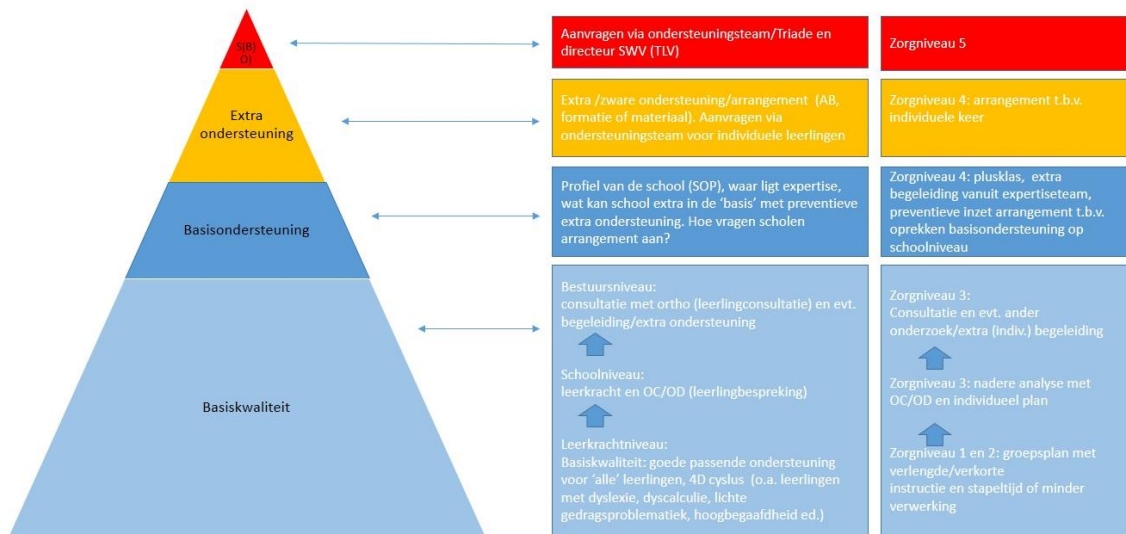 S(B)
O)
Extra
ondersteuning
Basisondersteuning
Basiskwaliteit
Aanvragen via ondersteuningsteam/Triade en
directeur SWV (TLV)
Zorgniveau 5
Extra /zware ondersteuning/arrangement (AB,
formatie of materiaal). Aanvragen via
ondersteuningsteam voor individuele leerlingen
Zorgniveau 4: arrangement t.b.v.
individuele keer
Profiel van de school (SOP), waar ligt expertise,
wat kan school extra in de ‘basis’ met preventieve
extra ondersteuning. Hoe vragen scholen
arrangement aan?
Zorgniveau 4: plusklas, extra
begeleiding vanuit expertiseteam,
preventieve inzet arrangement t.b.v.
oprekken basisondersteuning op
schoolniveau
Bestuursniveau:
consultatie met ortho (leerlingconsultatie) en evt.
begeleiding/extra ondersteuning
Schoolniveau:
leerkracht en OC/OD (leerlingbespreking)
Leerkrachtniveau:
Basiskwaliteit: goede passende ondersteuning
voor ‘alle’ leerlingen, 4D cyslus (o.a. leerlingen
met dyslexie, dyscalculie, lichte
gedragsproblematiek, hoogbegaafdheid ed.)
Zorgniveau 3:
Consultatie en evt. ander
onderzoek/extra (indiv.) begeleiding
Zorgniveau 3: nadere analyse met
OC/OD en individueel plan
Zorgniveau 1 en 2: groepsplan met
verlengde/verkorte
instructie en stapeltijd of minder
verwerking